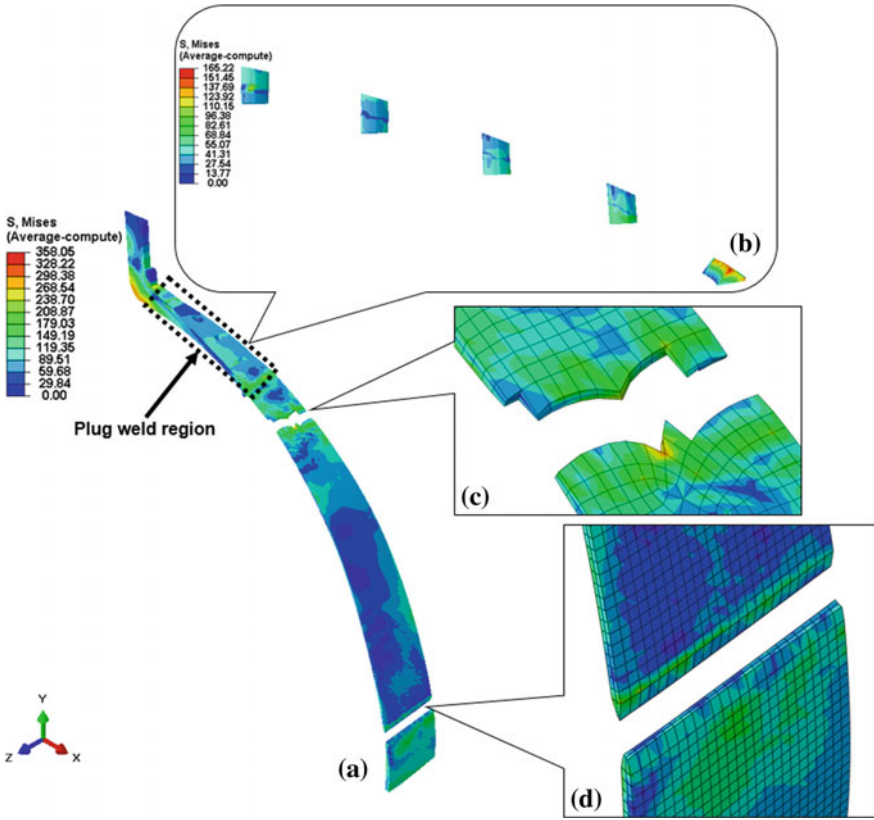 S, Mises
(Average-compute)
165.22
151.45
137.69
123.92
110.15
96.38
82.61
68.84
55.07
41.31
27.54
13.77
0.00
(b)
S, Mises
(Average-compute)
358.05
328.22
298.38
268.54
238.70
208.87
179.03
149.19
119.35
89.51
59.68
29.84
0.00
Plug weld region
(c)
(a)
(d)
Y
Z
X